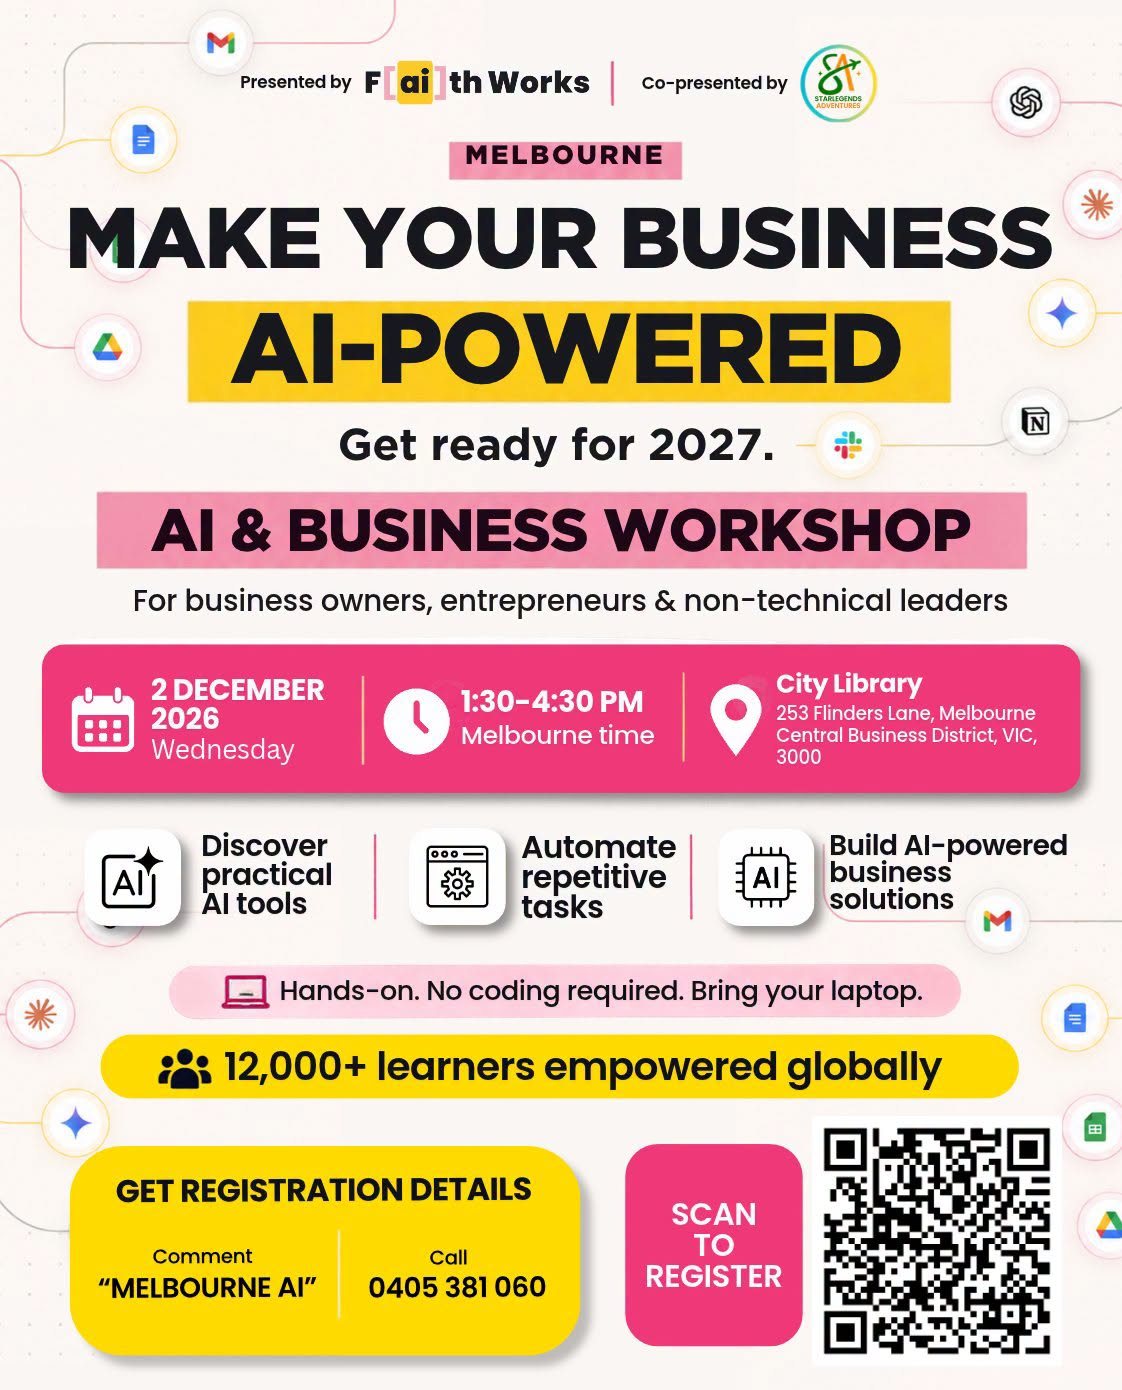 Presented by F[ai]th Works
Co-presented by
STARLEGENDS
ADVENTURES
MELBOURNE
MAKE YOUR BUSINESS
AI-POWERED
Get ready for 2027.
AI & BUSINESS WORKSHOP
For business owners, entrepreneurs & non-technical leaders
2 DECEMBER
2026
Wednesday
1:30-4:30 PM
Melbourne time
City Library
253 Flinders Lane, Melbourne
Central Business District, VIC,
3000
AI
Discover
practical
AI tools
Automate
repetitive
tasks
AI
Build AI-powered
business
solutions
Hands-on. No coding required. Bring your laptop.
12,000+ learners empowered globally
GET REGISTRATION DETAILS
Comment
“MELBOURNE AI”
Call
0405 381 060
SCAN
TO
REGISTER